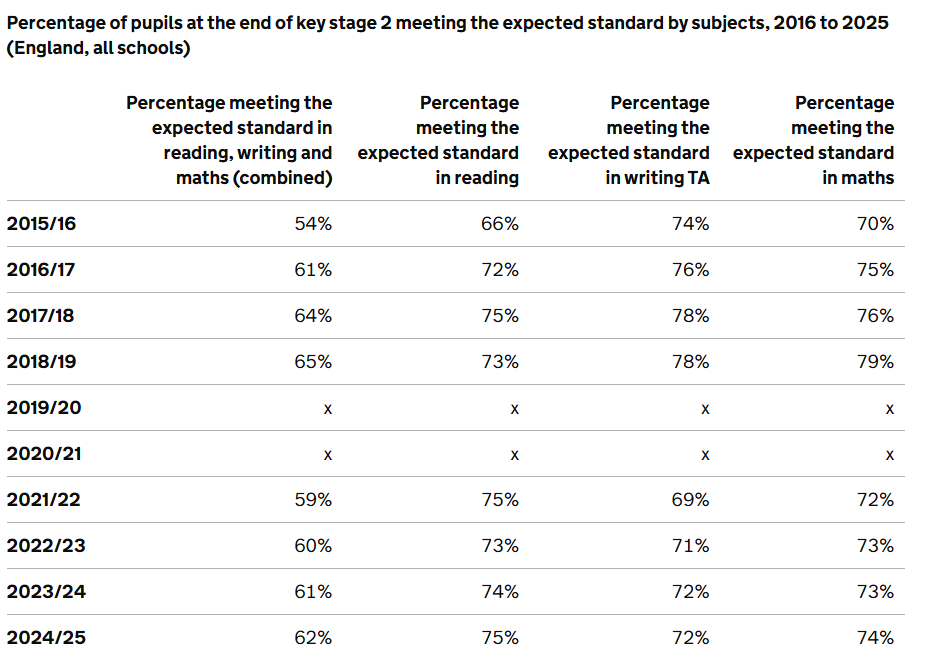 Percentage of pupils at the end of key stage 2 meeting the expected standard by subjects, 2016 to 2025
(England, all schools)
Percentage meeting the expected standard in reading, writing and maths (combined) Percentage meeting the expected standard in reading Percentage meeting the expected standard in writing TA Percentage meeting the expected standard in maths
2015/16 54% 66% 74% 70%
2016/17 61% 72% 76% 75%
2017/18 64% 75% 78% 76%
2018/19 65% 73% 78% 79%
2019/20 x x x x
2020/21 x x x x
2021/22 59% 75% 69% 72%
2022/23 60% 73% 71% 73%
2023/24 61% 74% 72% 73%
2024/25 62% 75% 72% 74%